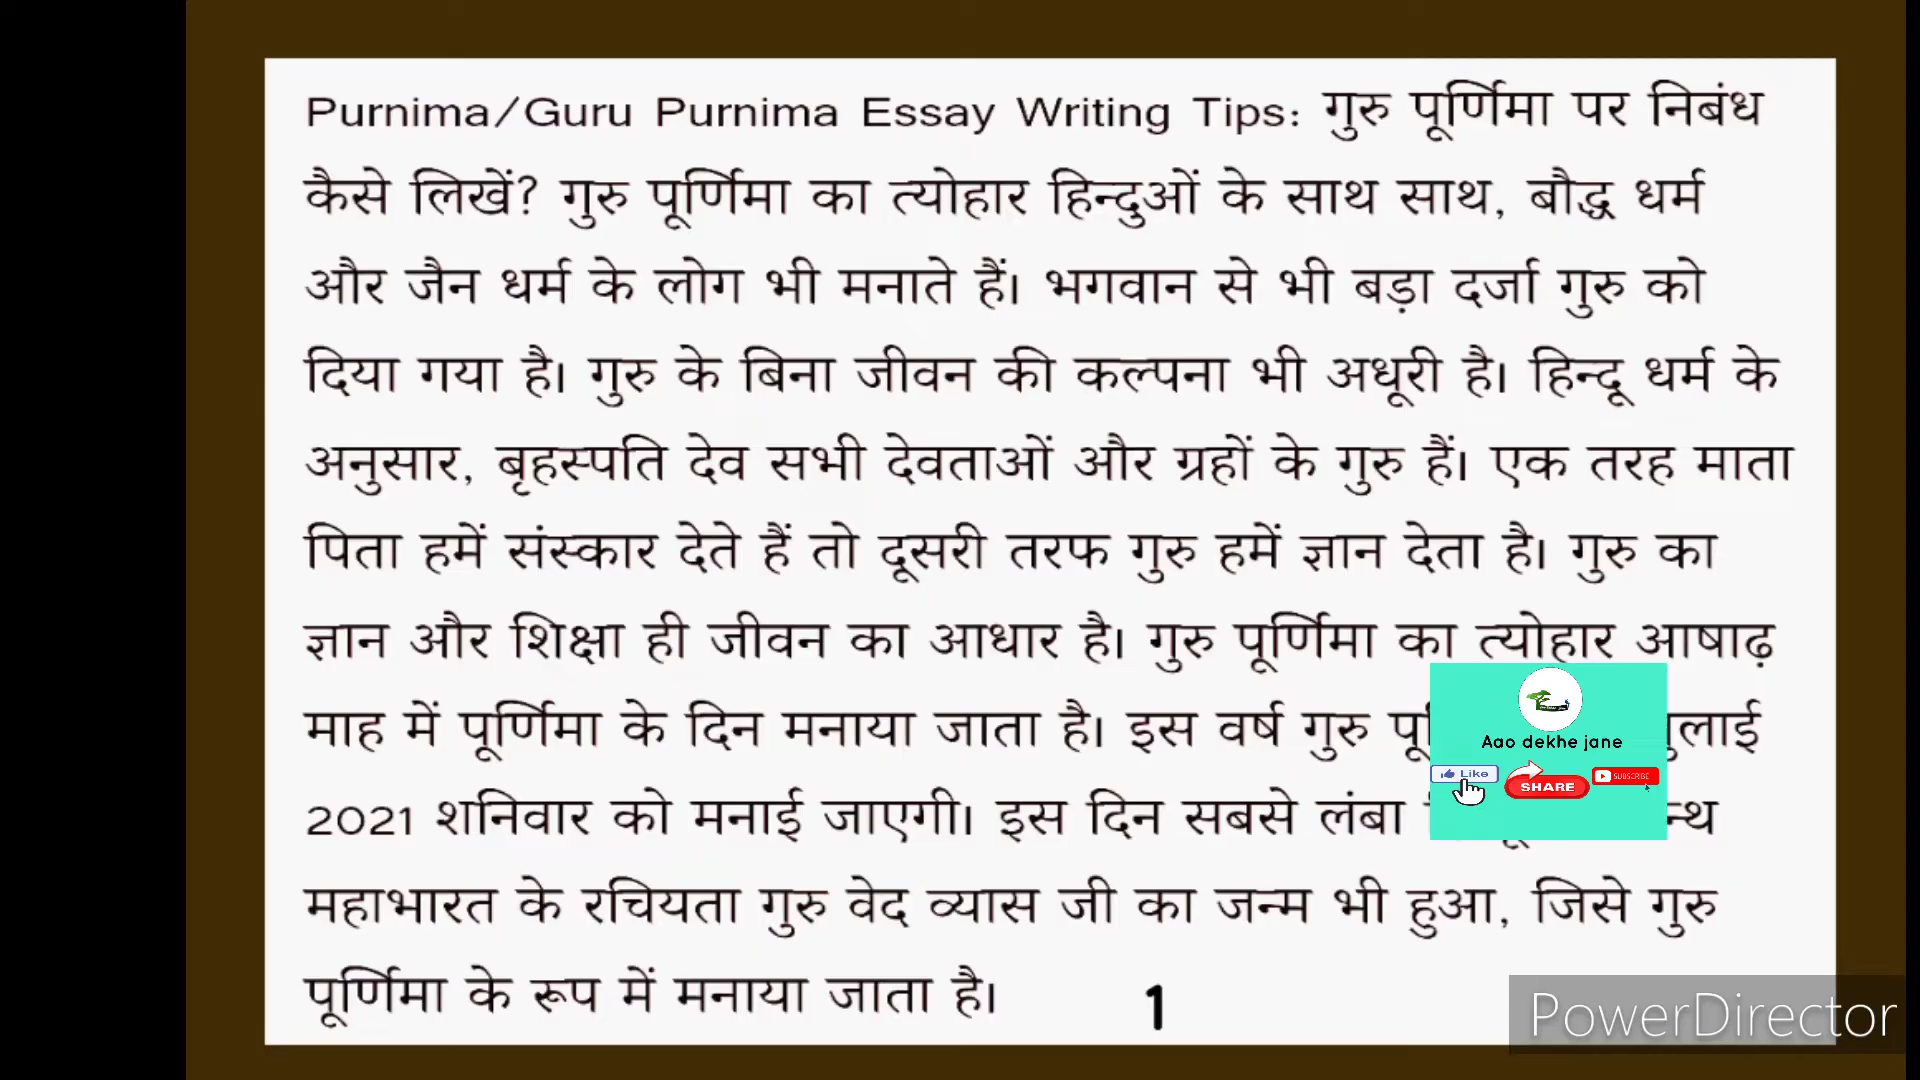 Purnima/Guru Purnima Essay Writing Tips: गुरु पूर्णिमा पर निबंध
कैसे लिखें? गुरु पूर्णिमा का त्योहार हिन्दुओं के साथ साथ, बौद्ध धर्म
और जैन धर्म के लोग भी मनाते हैं। भगवान से भी बड़ा दर्जा गुरु को
दिया गया है। गुरु के बिना जीवन की कल्पना भी अधूरी है। हिन्दू धर्म के
अनुसार, बृहस्पति देव सभी देवताओं और ग्रहों के गुरु हैं। एक तरह माता
पिता हमें संस्कार देते हैं तो दूसरी तरफ गुरु हमें ज्ञान देता है। गुरु का
ज्ञान और शिक्षा ही जीवन का आधार है। गुरु पूर्णिमा का त्योहार आषाढ़
माह में पूर्णिमा के दिन मनाया जाता है। इस वर्ष गुरु
2021 शनिवार को मनाई जाएगी। इस दिन सबसे लंबा
महाभारत के रचियता गुरु वेद व्यास जी का जन्म भी हुआ, जिसे गुरु
पूर्णिमा के रूप में मनाया जाता है।
1
Aao dekhe jane
Like
SHARE
SUBSCRIBE
PowerDirector